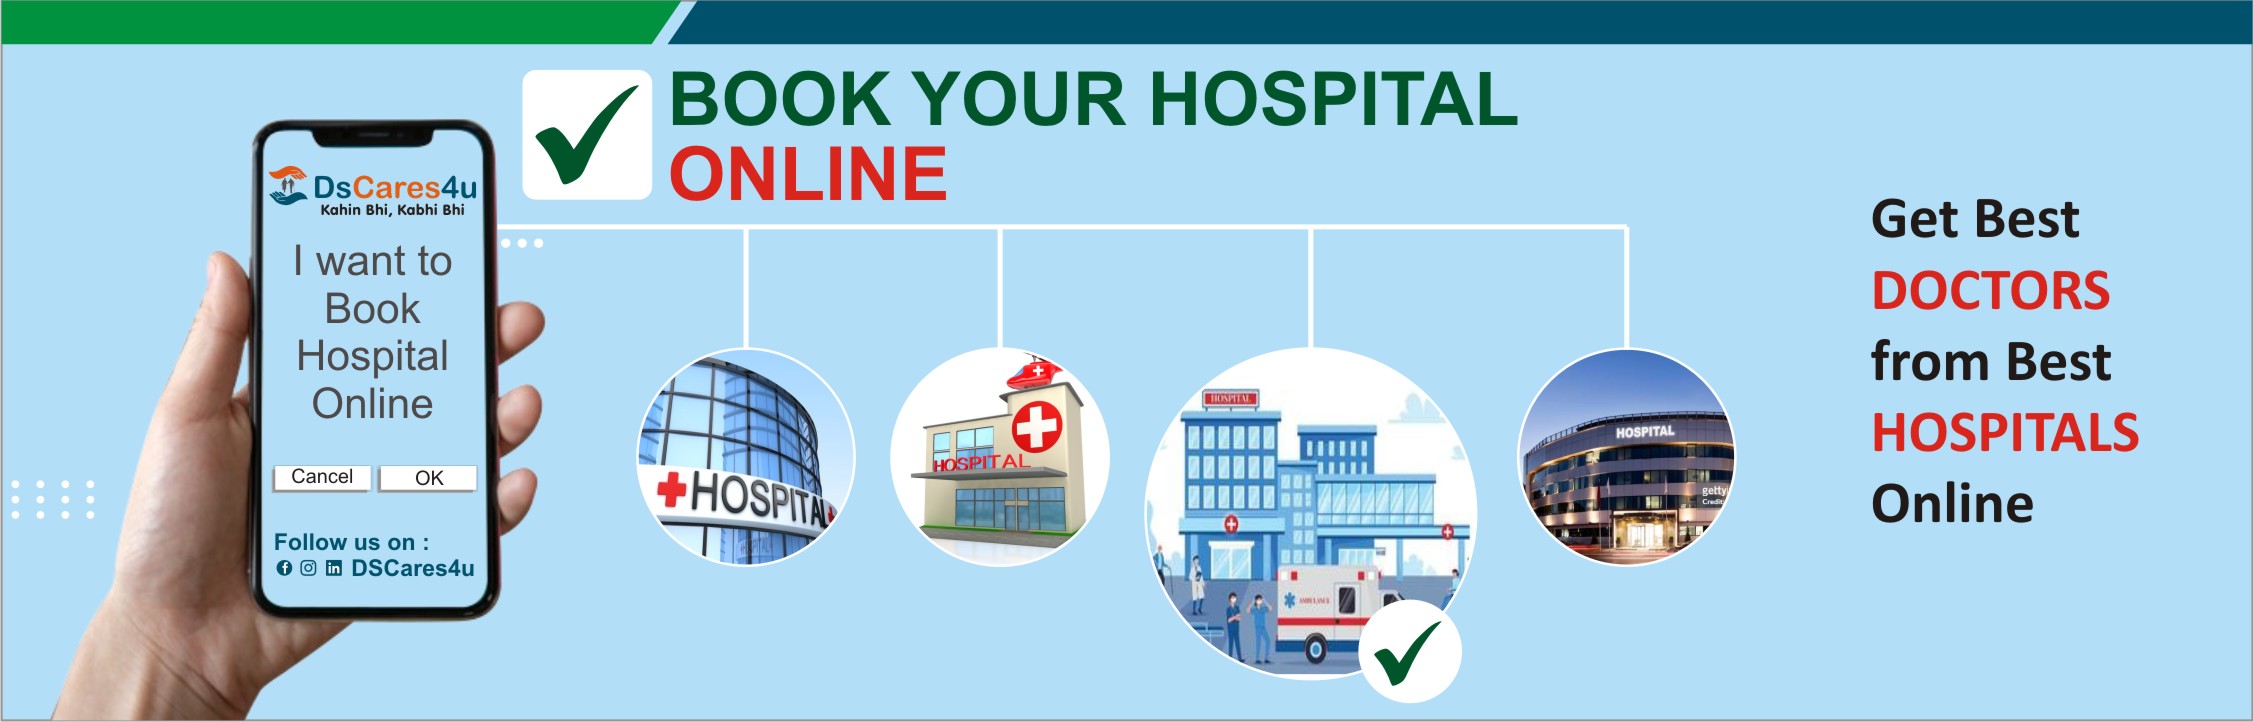 BOOK YOUR HOSPITAL
ONLINE
DsCares4u
Kahin Bhi, Kabhi Bhi
I want to
Book
Hospital
Online
Cancel
OK
Follow us on :
DSCares4u
HOSPITAL
HOSPITAL
HOSPITAL
AMBULANCE
HOSPITAL
getty
Credit
Get Best
DOCTORS
from Best
HOSPITALS
Online